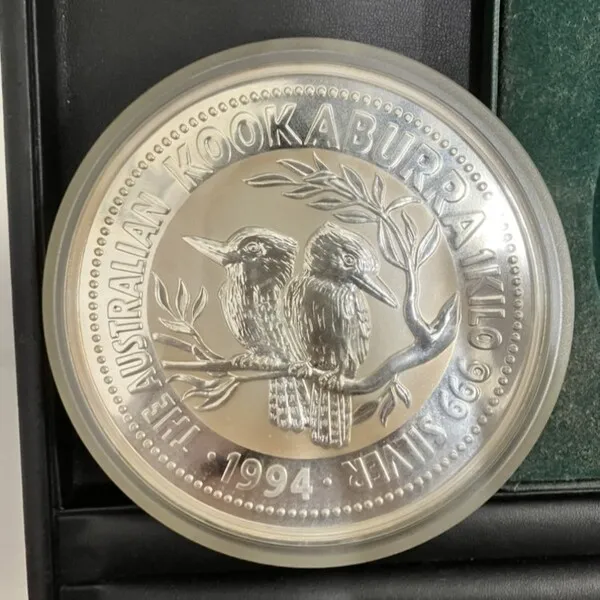 THE AUSTRALIAN KOOKABURRA 1 KILO 999 SILVER
· 1994 ·